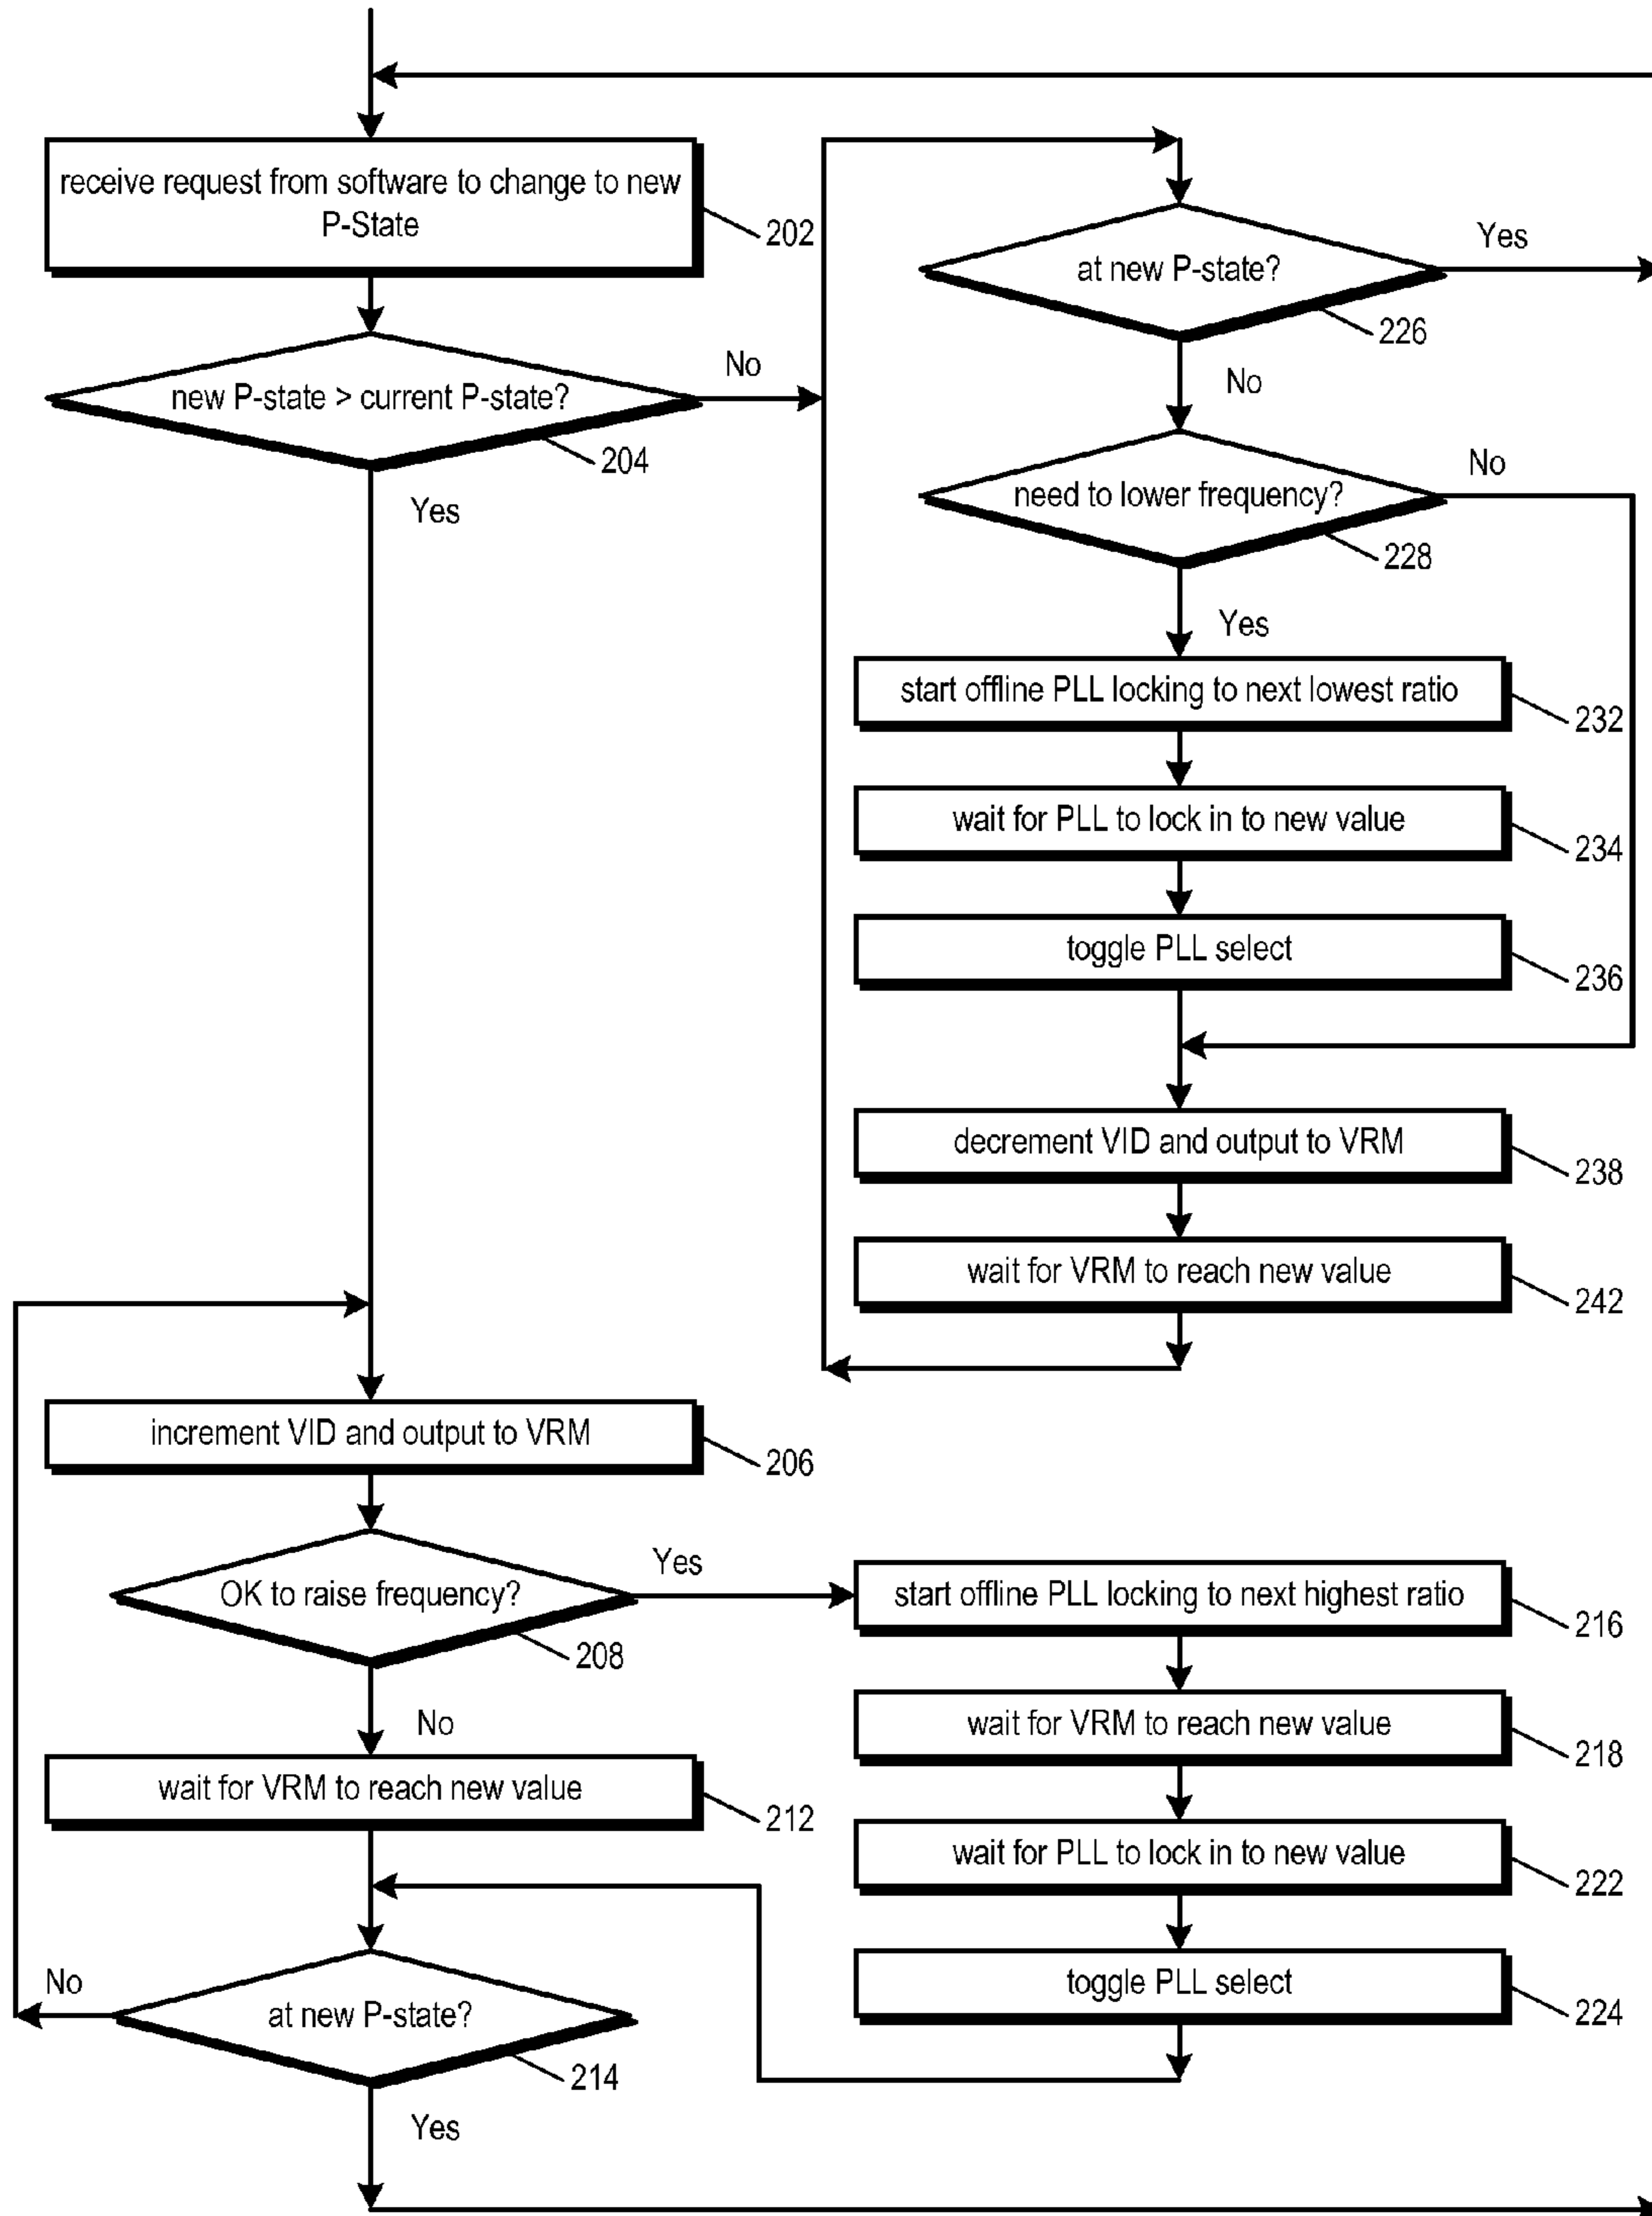 receive request from software to change to new
P-State
202
new P-state > current P-state?
No
204
Yes
at new P-state?
Yes
226
No
need to lower frequency?
No
228
Yes
start offline PLL locking to next lowest ratio
232
wait for PLL to lock in to new value
234
toggle PLL select
236
decrement VID and output to VRM
238
wait for VRM to reach new value
242
increment VID and output to VRM
206
OK to raise frequency?
Yes
208
No
wait for VRM to reach new value
212
start offline PLL locking to next highest ratio
216
wait for VRM to reach new value
218
wait for PLL to lock in to new value
222
toggle PLL select
224
No
at new P-state?
214
Yes